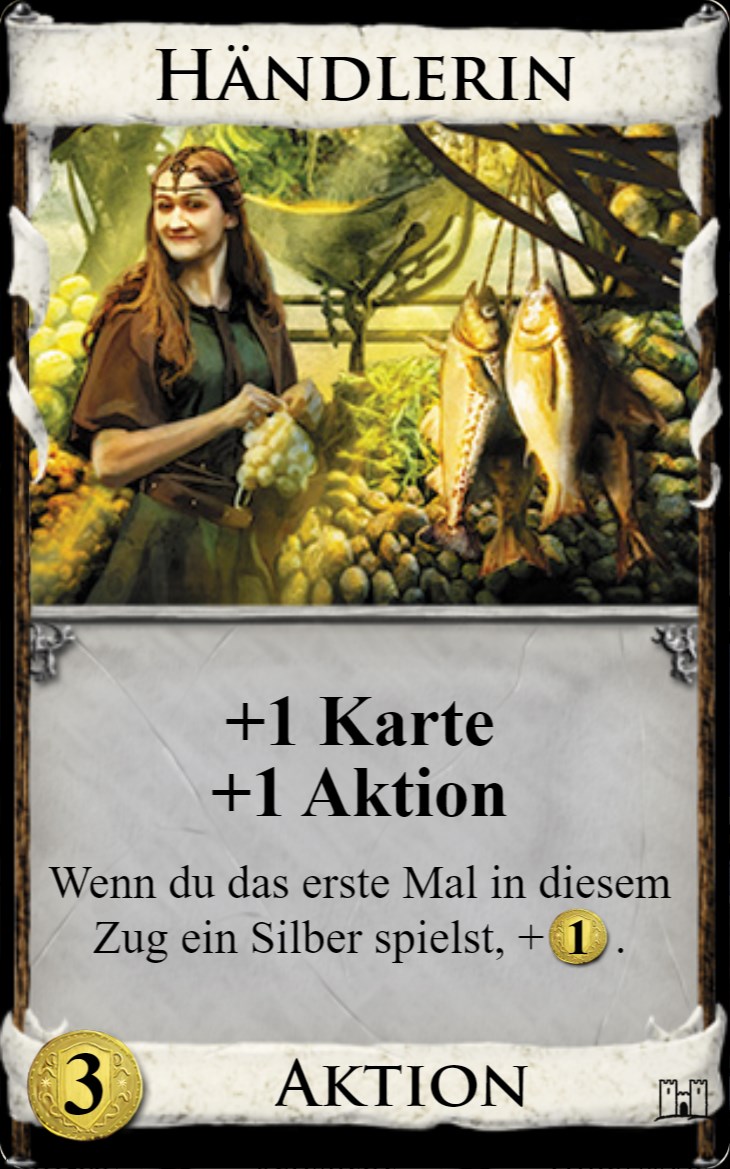 Händlerin
+1 Karte
+1 Aktion
Wenn du das erste Mal in diesem
Zug ein Silber spielst, +1.
3
Aktion